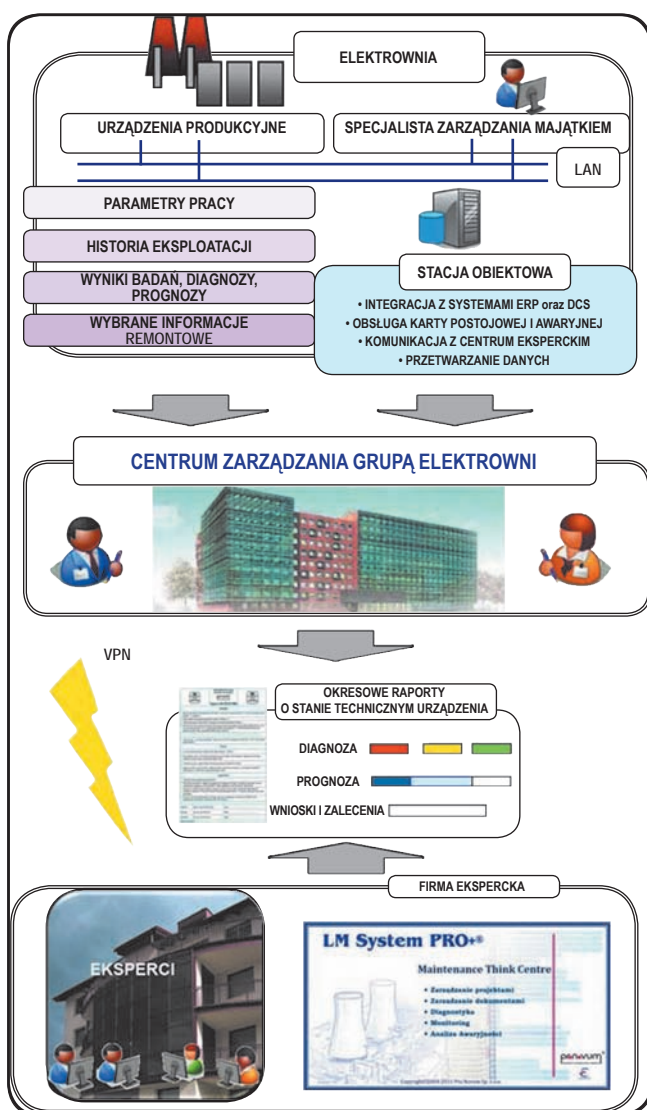 ELEKTROWNIA
URZĄDZENIA PRODUKCYJNE
SPECJALISTA ZARZĄDZANIA MAJĄTKIEM
LAN
PARAMETRY PRACY
HISTORIA EKSPLOATACJI
WYNIKI BADAŃ, DIAGNOZY,
PROGNOZY
WYBRANE INFORMACJE
REMONTOWE
STACJA OBIEKTOWA
• INTEGRACJA Z SYSTEMAMI ERP oraz DCS
• OBSŁUGA KARTY POSTOJOWEJ I AWARYJNEJ
• KOMUNIKACJA Z CENTRUM EKSPERCKIM
• PRZETWARZANIE DANYCH
CENTRUM ZARZĄDZANIA GRUPĄ ELEKTROWNI
VPN
OKRESOWE RAPORTY
O STANIE TECHNICZNYM URZĄDZENIA
DIAGNOZA
PROGNOZA
WNIOSKI I ZALECENIA
FIRMA EKSPERCKA
EKSPERCI
LM System PRO+®
Maintenance Think Centre
• Zarządzanie projektami
• Zarządzanie dokumentami
• Diagnostyka
• Monitoring
• Analiza Awaryjności